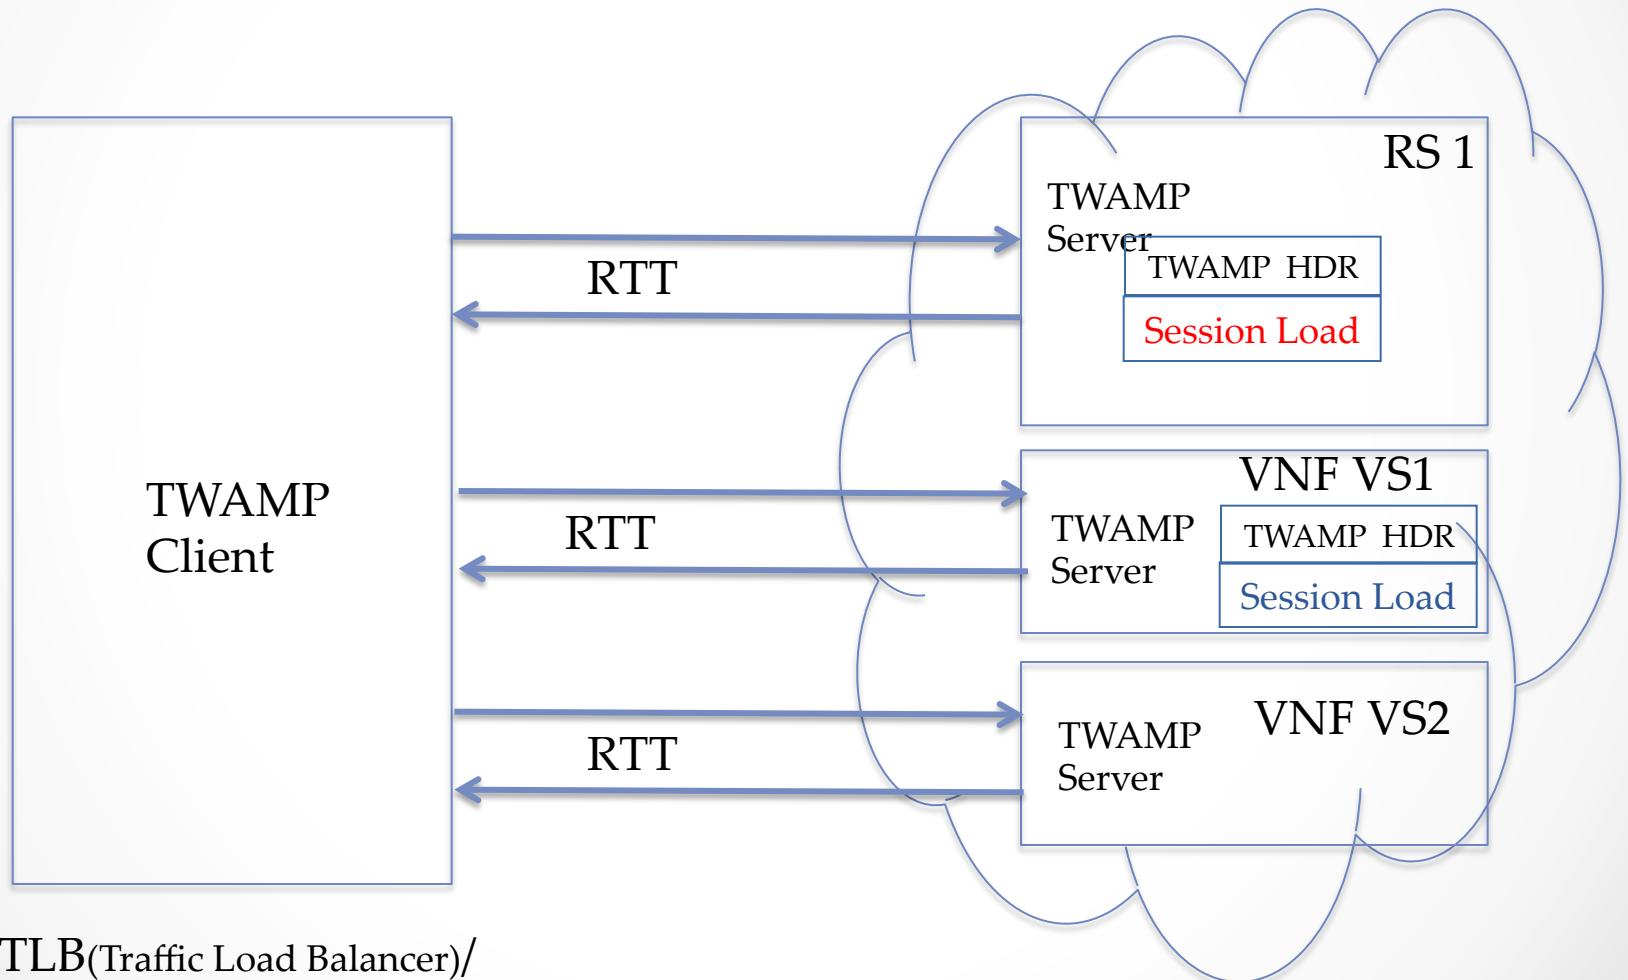 RS 1
TWAMP
Server
TWAMP HDR
RTT
Session Load
VNF VS1
TWAMP
Client
RTT
TWAMP
Server
TWAMP HDR
Session Load
VNF VS2
TWAMP
Server
RTT
TLB(Traffic Load Balancer)/